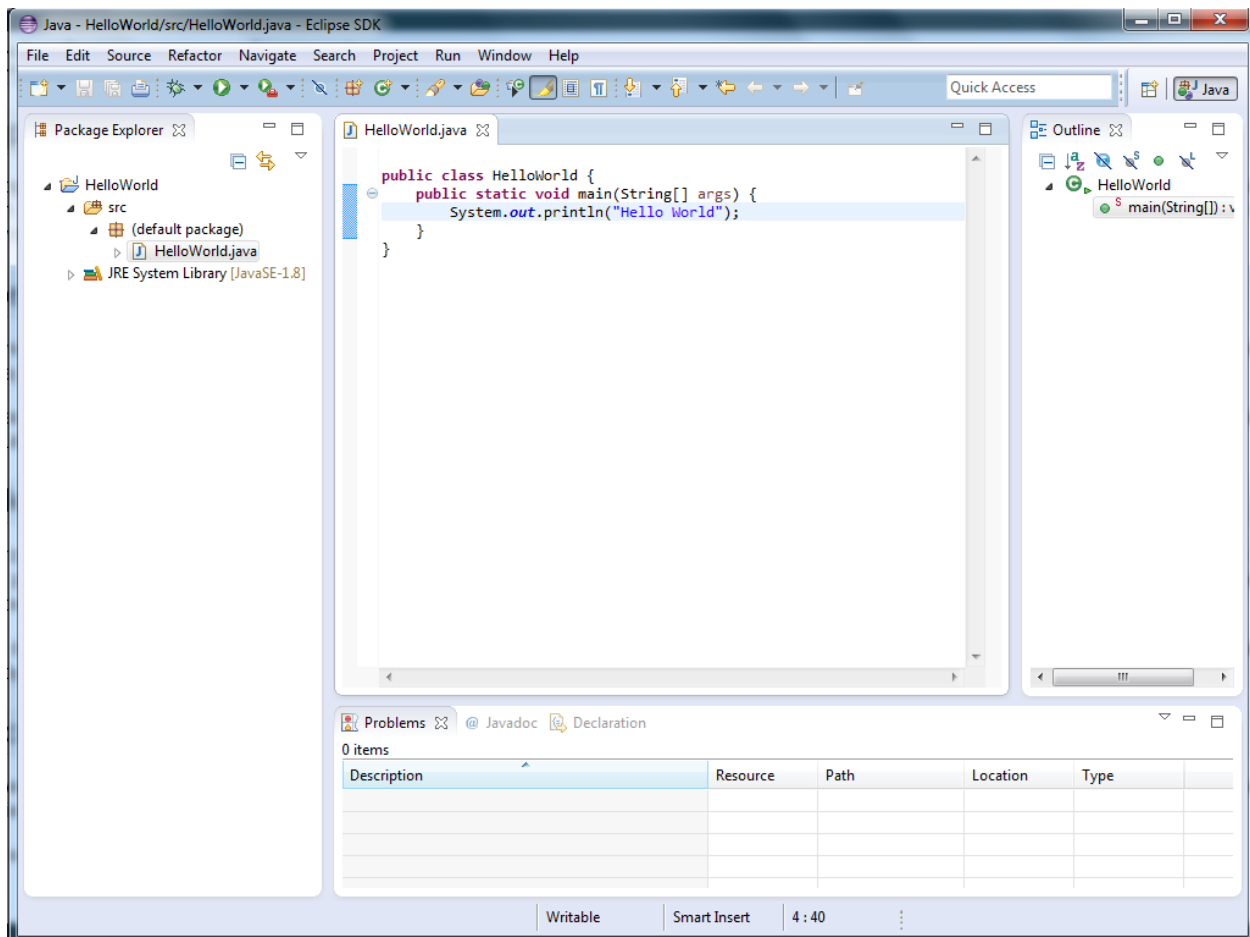 Java - HelloWorld/src/HelloWorld.java - Eclipse SDK
File Edit Source Refactor Navigate Search Project Run Window Help
Quick Access
Java
Package Explorer
HelloWorld
src
(default package)
HelloWorld.java
JRE System Library [JavaSE-1.8]
HelloWorld.java
public class HelloWorld {
public static void main(String[] args) {
System.out.println("Hello World");
}
}
Outline
HelloWorld
main(String[]) : v
Problems @ Javadoc Declaration
0 items
Description Resource Path Location Type
Writable Smart Insert 4 : 40